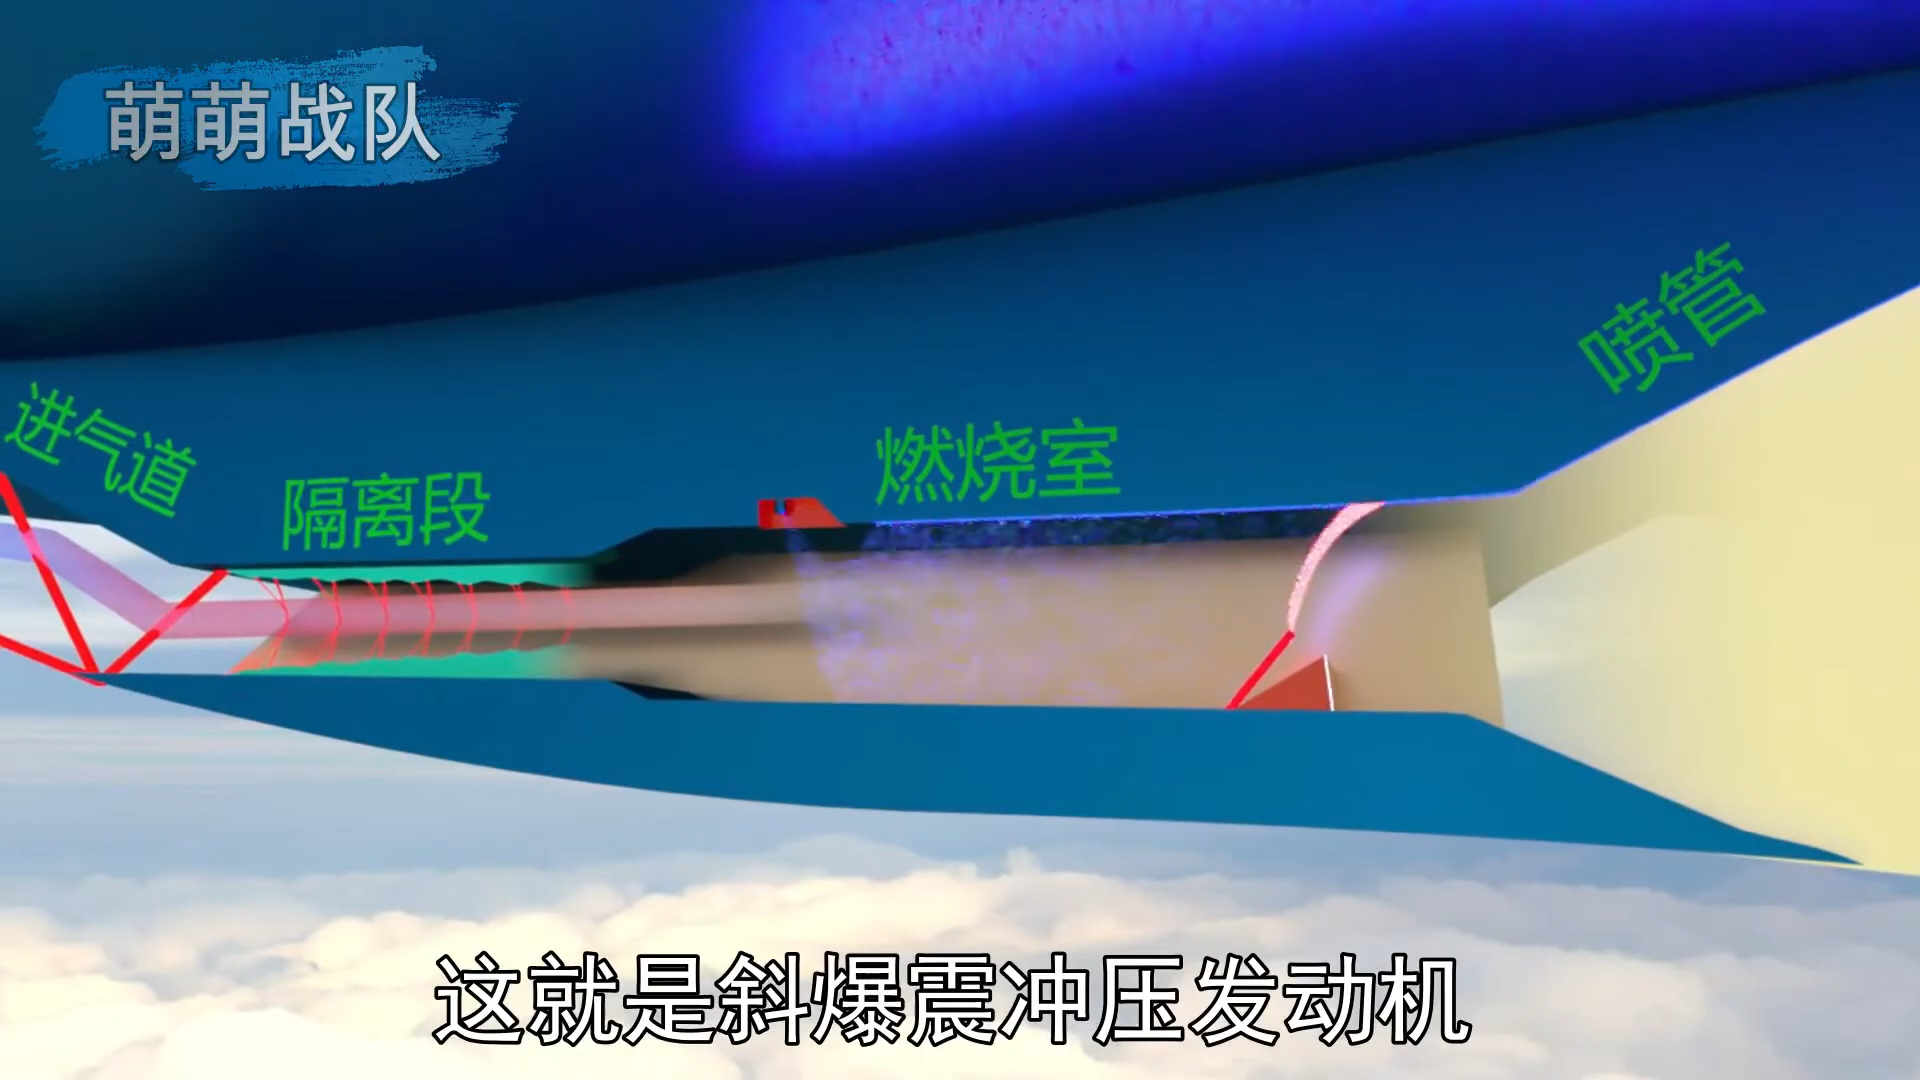 萌萌战队
进气道
隔离段
燃烧室
喷管
这就是斜爆震冲压发动机